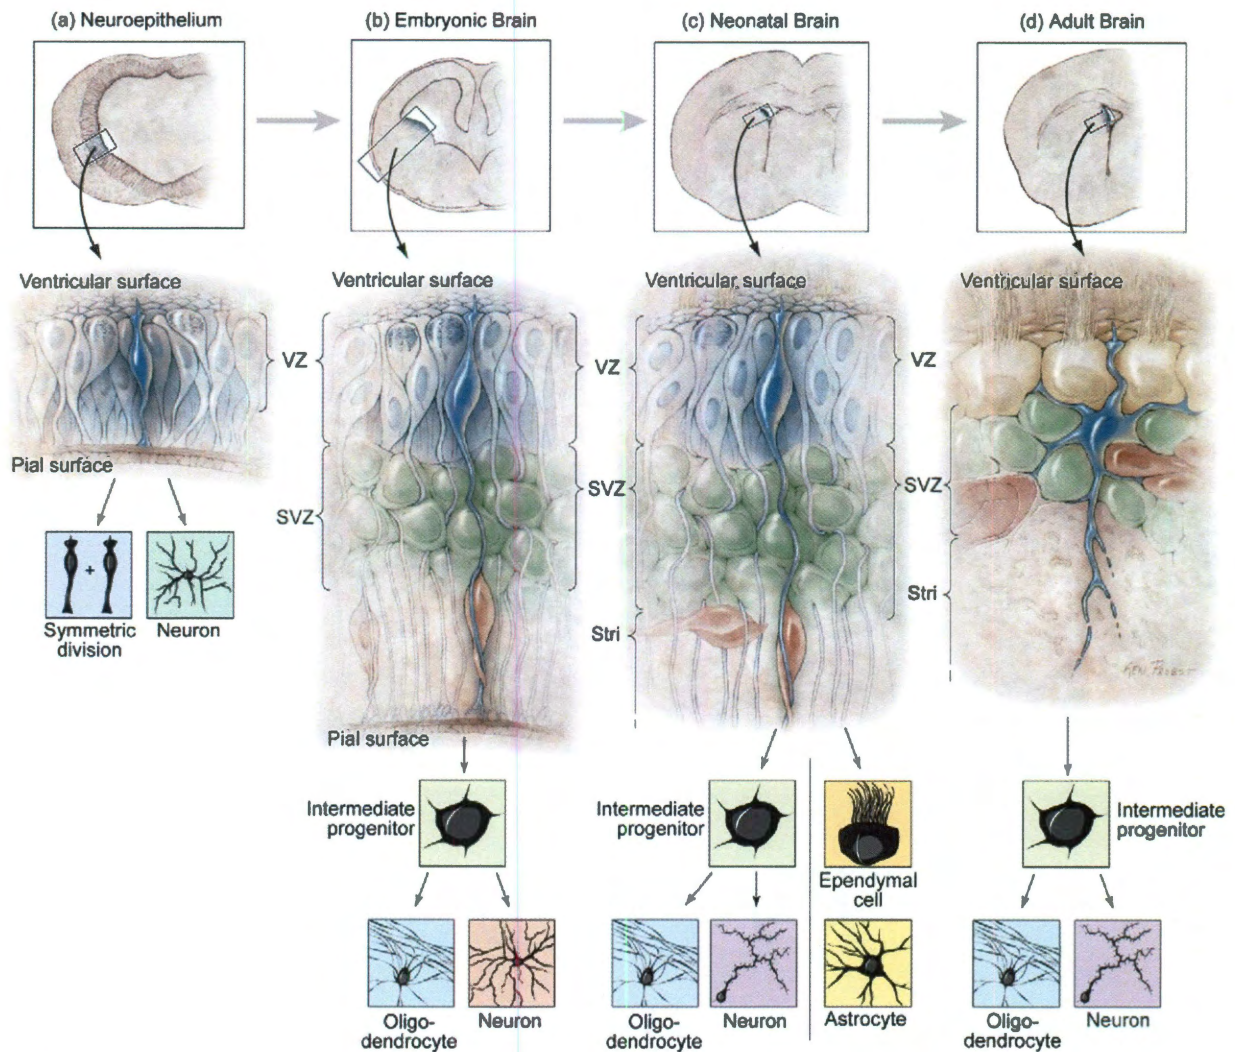 (a) Neuroepithelium
(b) Embryonic Brain
(c) Neonatal Brain
(d) Adult Brain
Ventricular surface
Ventricular surface
Ventricular surface
Ventricular surface
VZ
VZ
VZ
Pial surface
SVZ
SVZ
SVZ
+
Symmetric
division
Neuron
Stri
Stri
KEN PROBST
Pial surface
Intermediate
progenitor
Intermediate
progenitor
Ependymal
cell
Intermediate
progenitor
Oligo-
dendrocyte
Neuron
Oligo-
dendrocyte
Neuron
Astrocyte
Oligo-
dendrocyte
Neuron